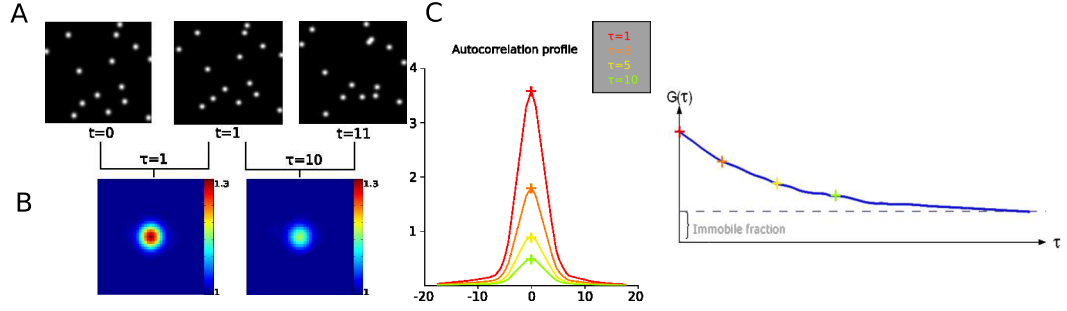 A
t=0
t=1
t=11
τ=1
τ=10
B
1.3
1
1.3
1
C
Autocorrelation profile
τ=1
τ=5
τ=10
4
3
2
1
-20
-10
0
10
20
G(τ)
Immobile fraction
τ